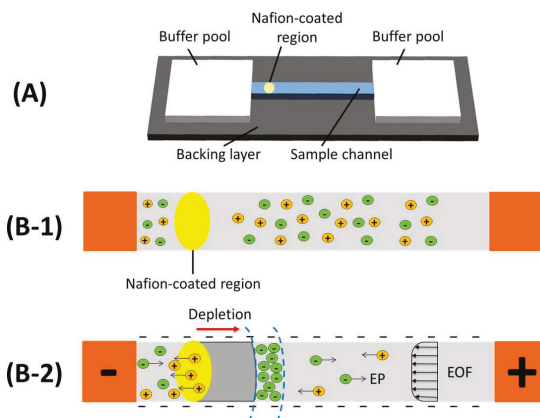 Nafion-coated
region
Buffer pool
Buffer pool
(A)
Backing layer
Sample channel
(B-1)
Nafion-coated region
Depletion
(B-2)
-
EP
EOF
+